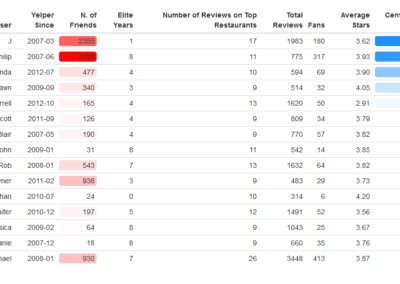 Yelper N. of Elite Number of Reviews on Top Total Average
ser Since Friends Years Restaurants Reviews Fans Stars Cent
J 2007-03 2355 1 17 1983 180 3.62
hilip 2007-06 8 11 775 317 3.93
nda 2012-07 477 4 10 594 69 3.90
awn 2009-09 340 3 9 514 32 4.05
rrell 2012-10 165 4 13 1620 50 2.91
cott 2011-09 126 4 9 809 34 3.79
Blair 2007-05 190 4 9 770 57 3.82
ohn 2009-01 31 8 11 542 14 3.85
Rob 2008-01 543 7 13 1632 64 3.82
ner 2011-02 938 3 9 483 29 3.73
han 2010-07 24 0 10 314 6 4.20
nifer 2010-12 197 5 12 1491 52 3.56
sica 2009-02 64 8 9 1043 25 3.67
anie 2007-12 18 8 9 660 35 3.76
hael 2008-01 930 7 26 3448 413 3.87